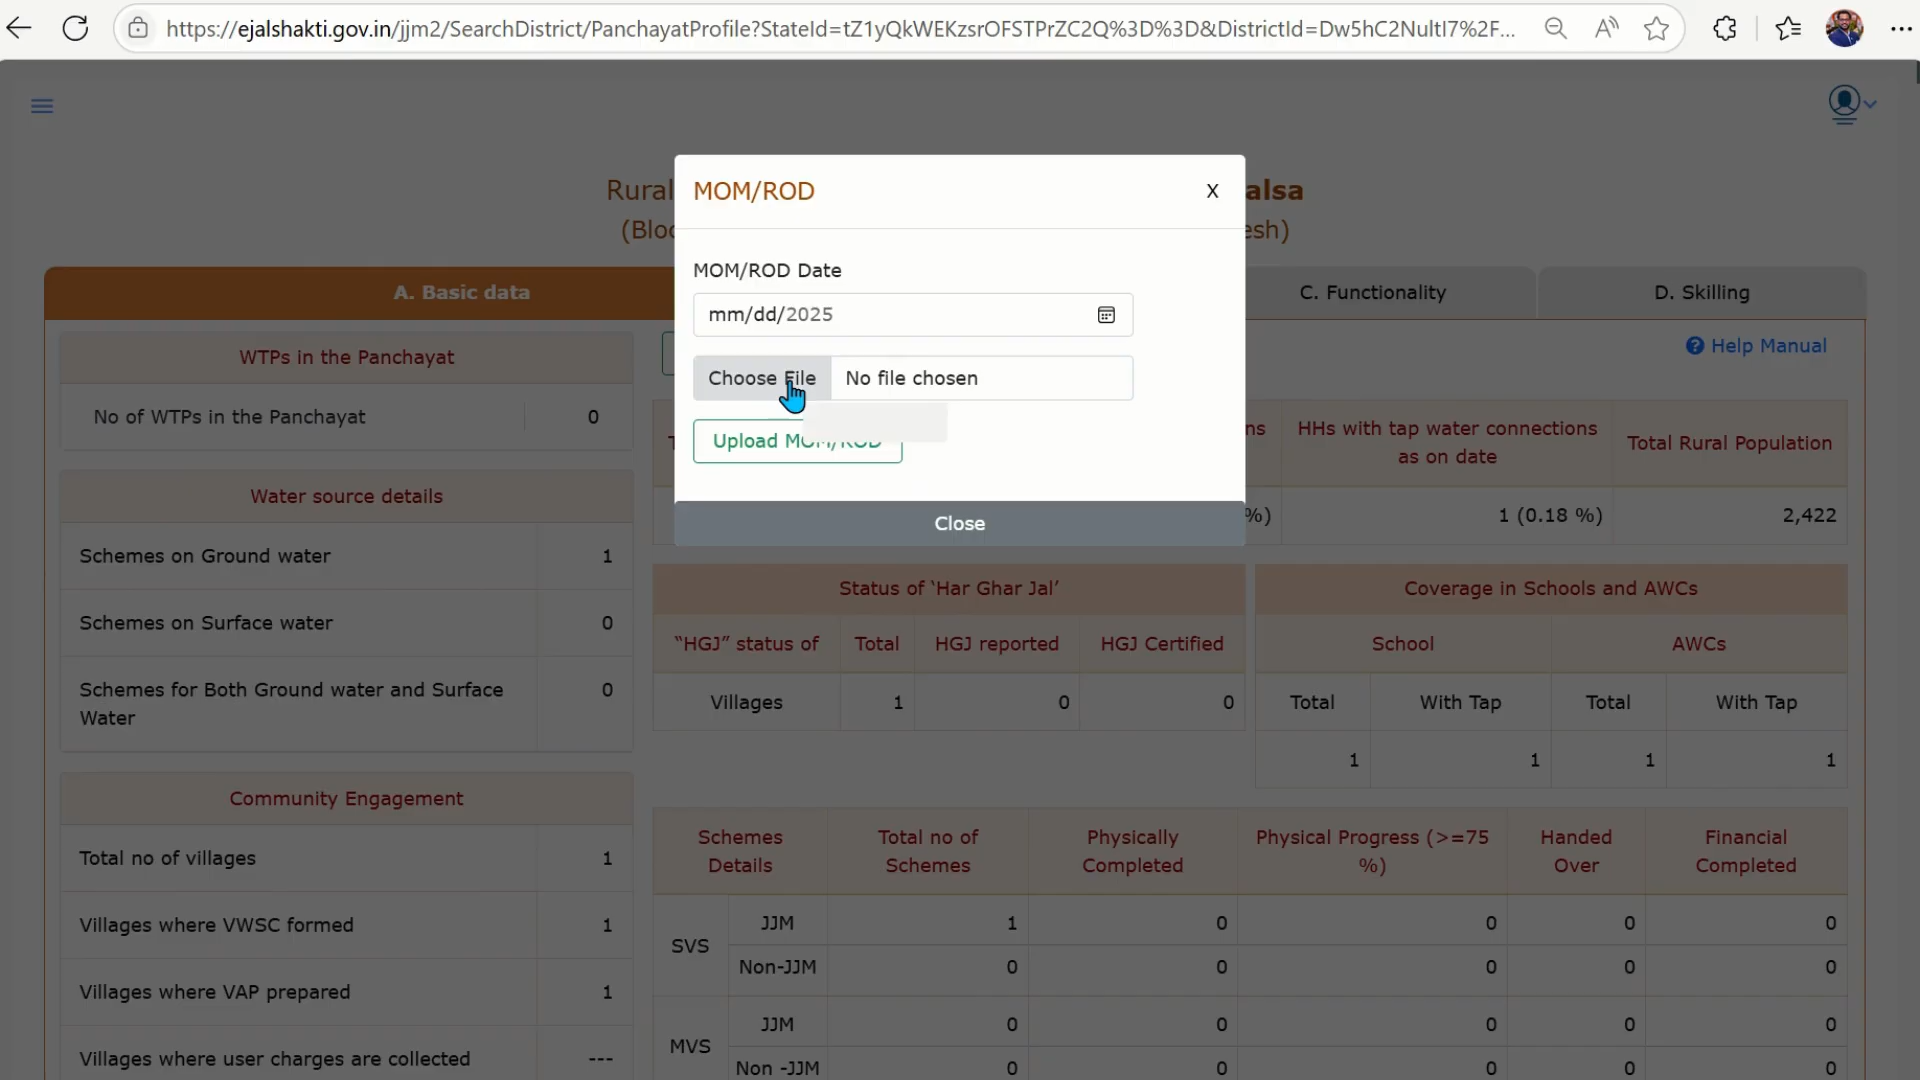 https://ejalshakti.gov.in/jjm2/SearchDistrict/PanchayatProfile?StateId=tZ1yQkWEKzsrOFSTPrZC2Q%3D%3D&DistrictId=Dw5hC2NultI7%2F...
Rural
alsa
(Bloc
esh)
MOM/ROD
X
MOM/ROD Date
mm/dd/2025
Choose File
No file chosen
Upload MOM/ROD
Close
A. Basic data
C. Functionality
D. Skilling
Help Manual
WTPs in the Panchayat
No of WTPs in the Panchayat 0
Water source details
Schemes on Ground water 1
Schemes on Surface water 0
Schemes for Both Ground water and Surface 0
Water
Community Engagement
Total no of villages 1
Villages where VWSC formed 1
Villages where VAP prepared 1
Villages where user charges are collected ---
ns
HHs with tap water connections
as on date
Total Rural Population
%)
1 (0.18 %)
2,422
Status of ‘Har Ghar Jal’
“HGJ” status of Total HGJ reported HGJ Certified
Villages 1 0 0
Coverage in Schools and AWCs
School AWCs
Total With Tap Total With Tap
1 1 1 1
Schemes
Details
Total no of
Schemes
Physically
Completed
Physical Progress (>=75
%)
Handed
Over
Financial
Completed
SVS
JJM 1 0 0 0 0
Non-JJM 0 0 0 0 0
MVS
JJM 0 0 0 0 0
Non -JJM 0 0 0 0 0